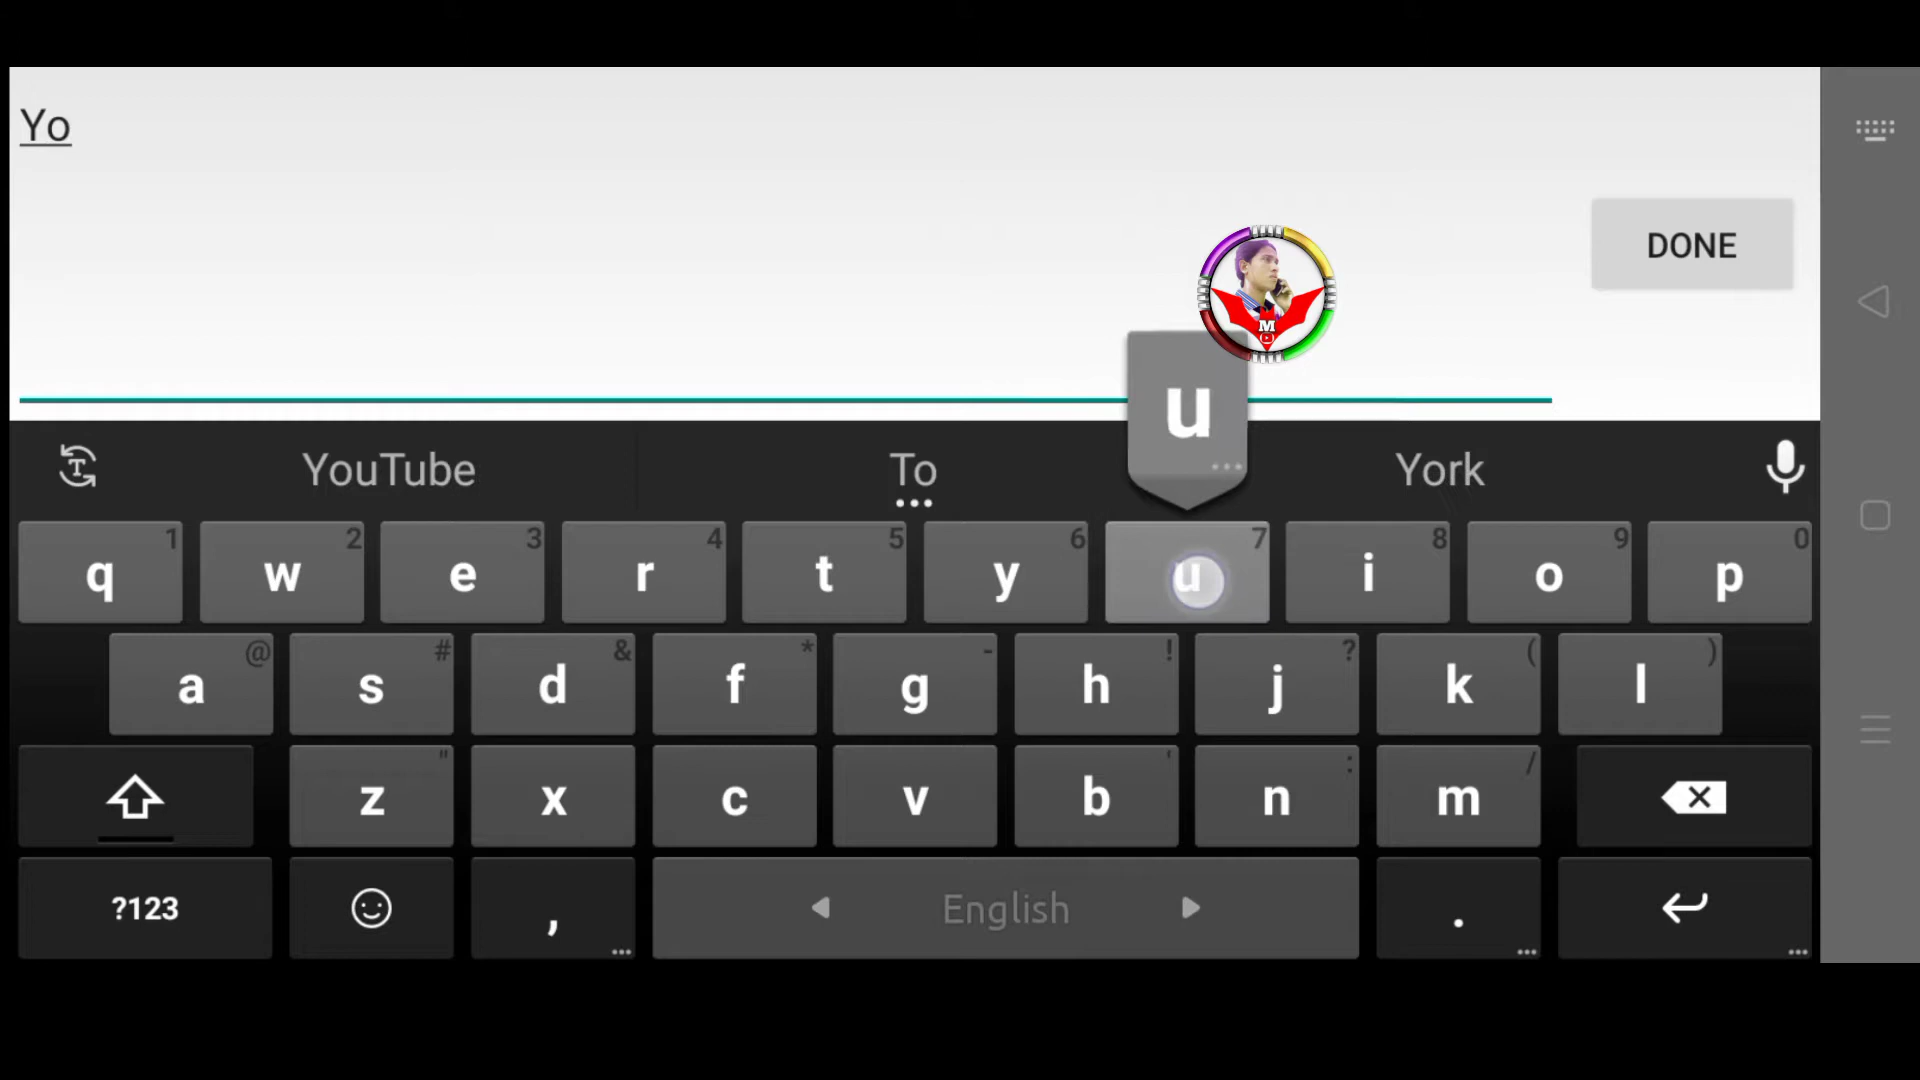 Yo
DONE
M
u
YouTube To York
q 1 w 2 e 3 r 4 t 5 y 6 u 7 i 8 o 9 p 0
a @ s # d & f * g - h ! j ? k ( l )
z " x c v b ' n : m /
?123 , English .